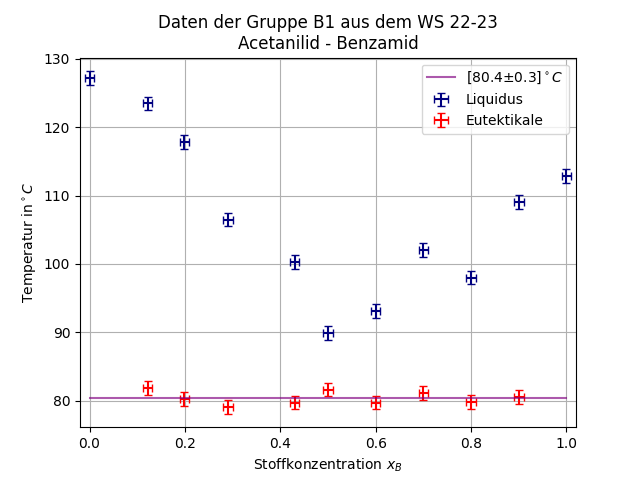 Daten der Gruppe B1 aus dem WS 22-23
Acetanilid - Benzamid
[80.4±0.3]°C
Liquidus
Eutektikale
Temperatur in°C
130
120
110
100
90
80
0.0 0.2 0.4 0.6 0.8 1.0
Stoffkonzentration x_B